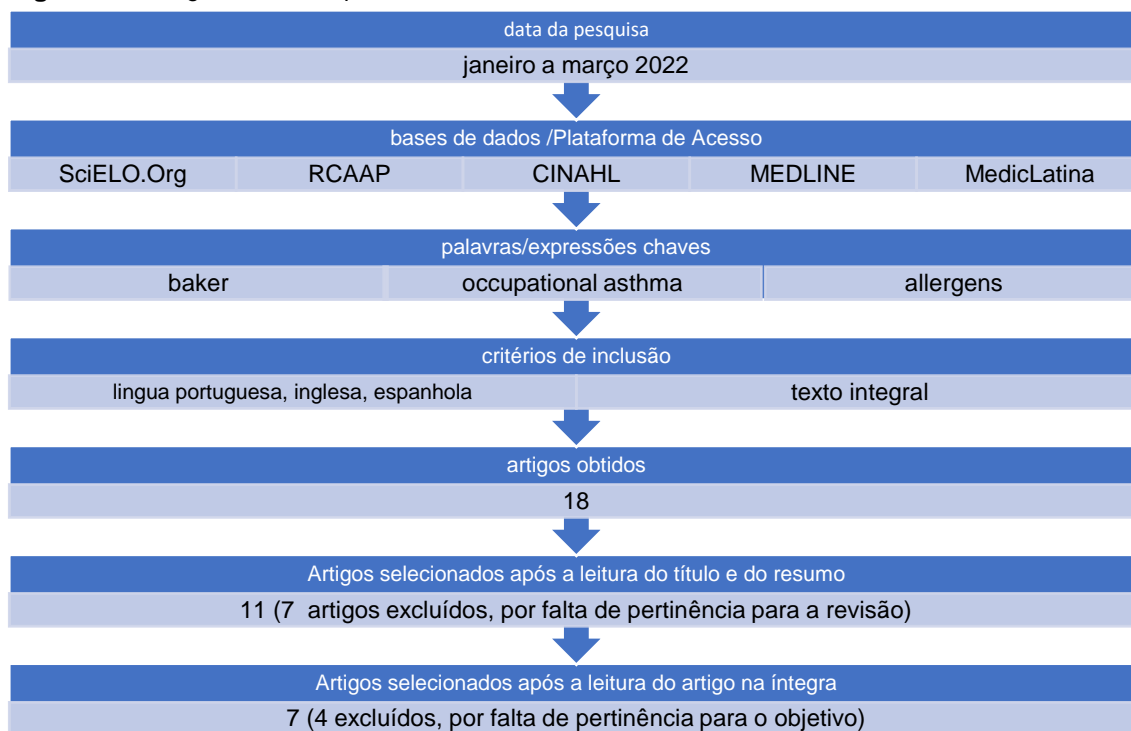 data da pesquisa
janeiro a março 2022
bases de dados /Plataforma de Acesso
SciELO.Org RCAAP CINAHL MEDLINE MedicLatina
palavras/expressões chaves
baker occupational asthma allergens
critérios de inclusão
lingua portuguesa, inglesa, espanhola texto integral
artigos obtidos
18
Artigos selecionados após a leitura do título e do resumo
11 (7 artigos excluídos, por falta de pertinência para a revisão)
Artigos selecionados após a leitura do artigo na íntegra
7 (4 excluídos, por falta de pertinência para o objetivo)